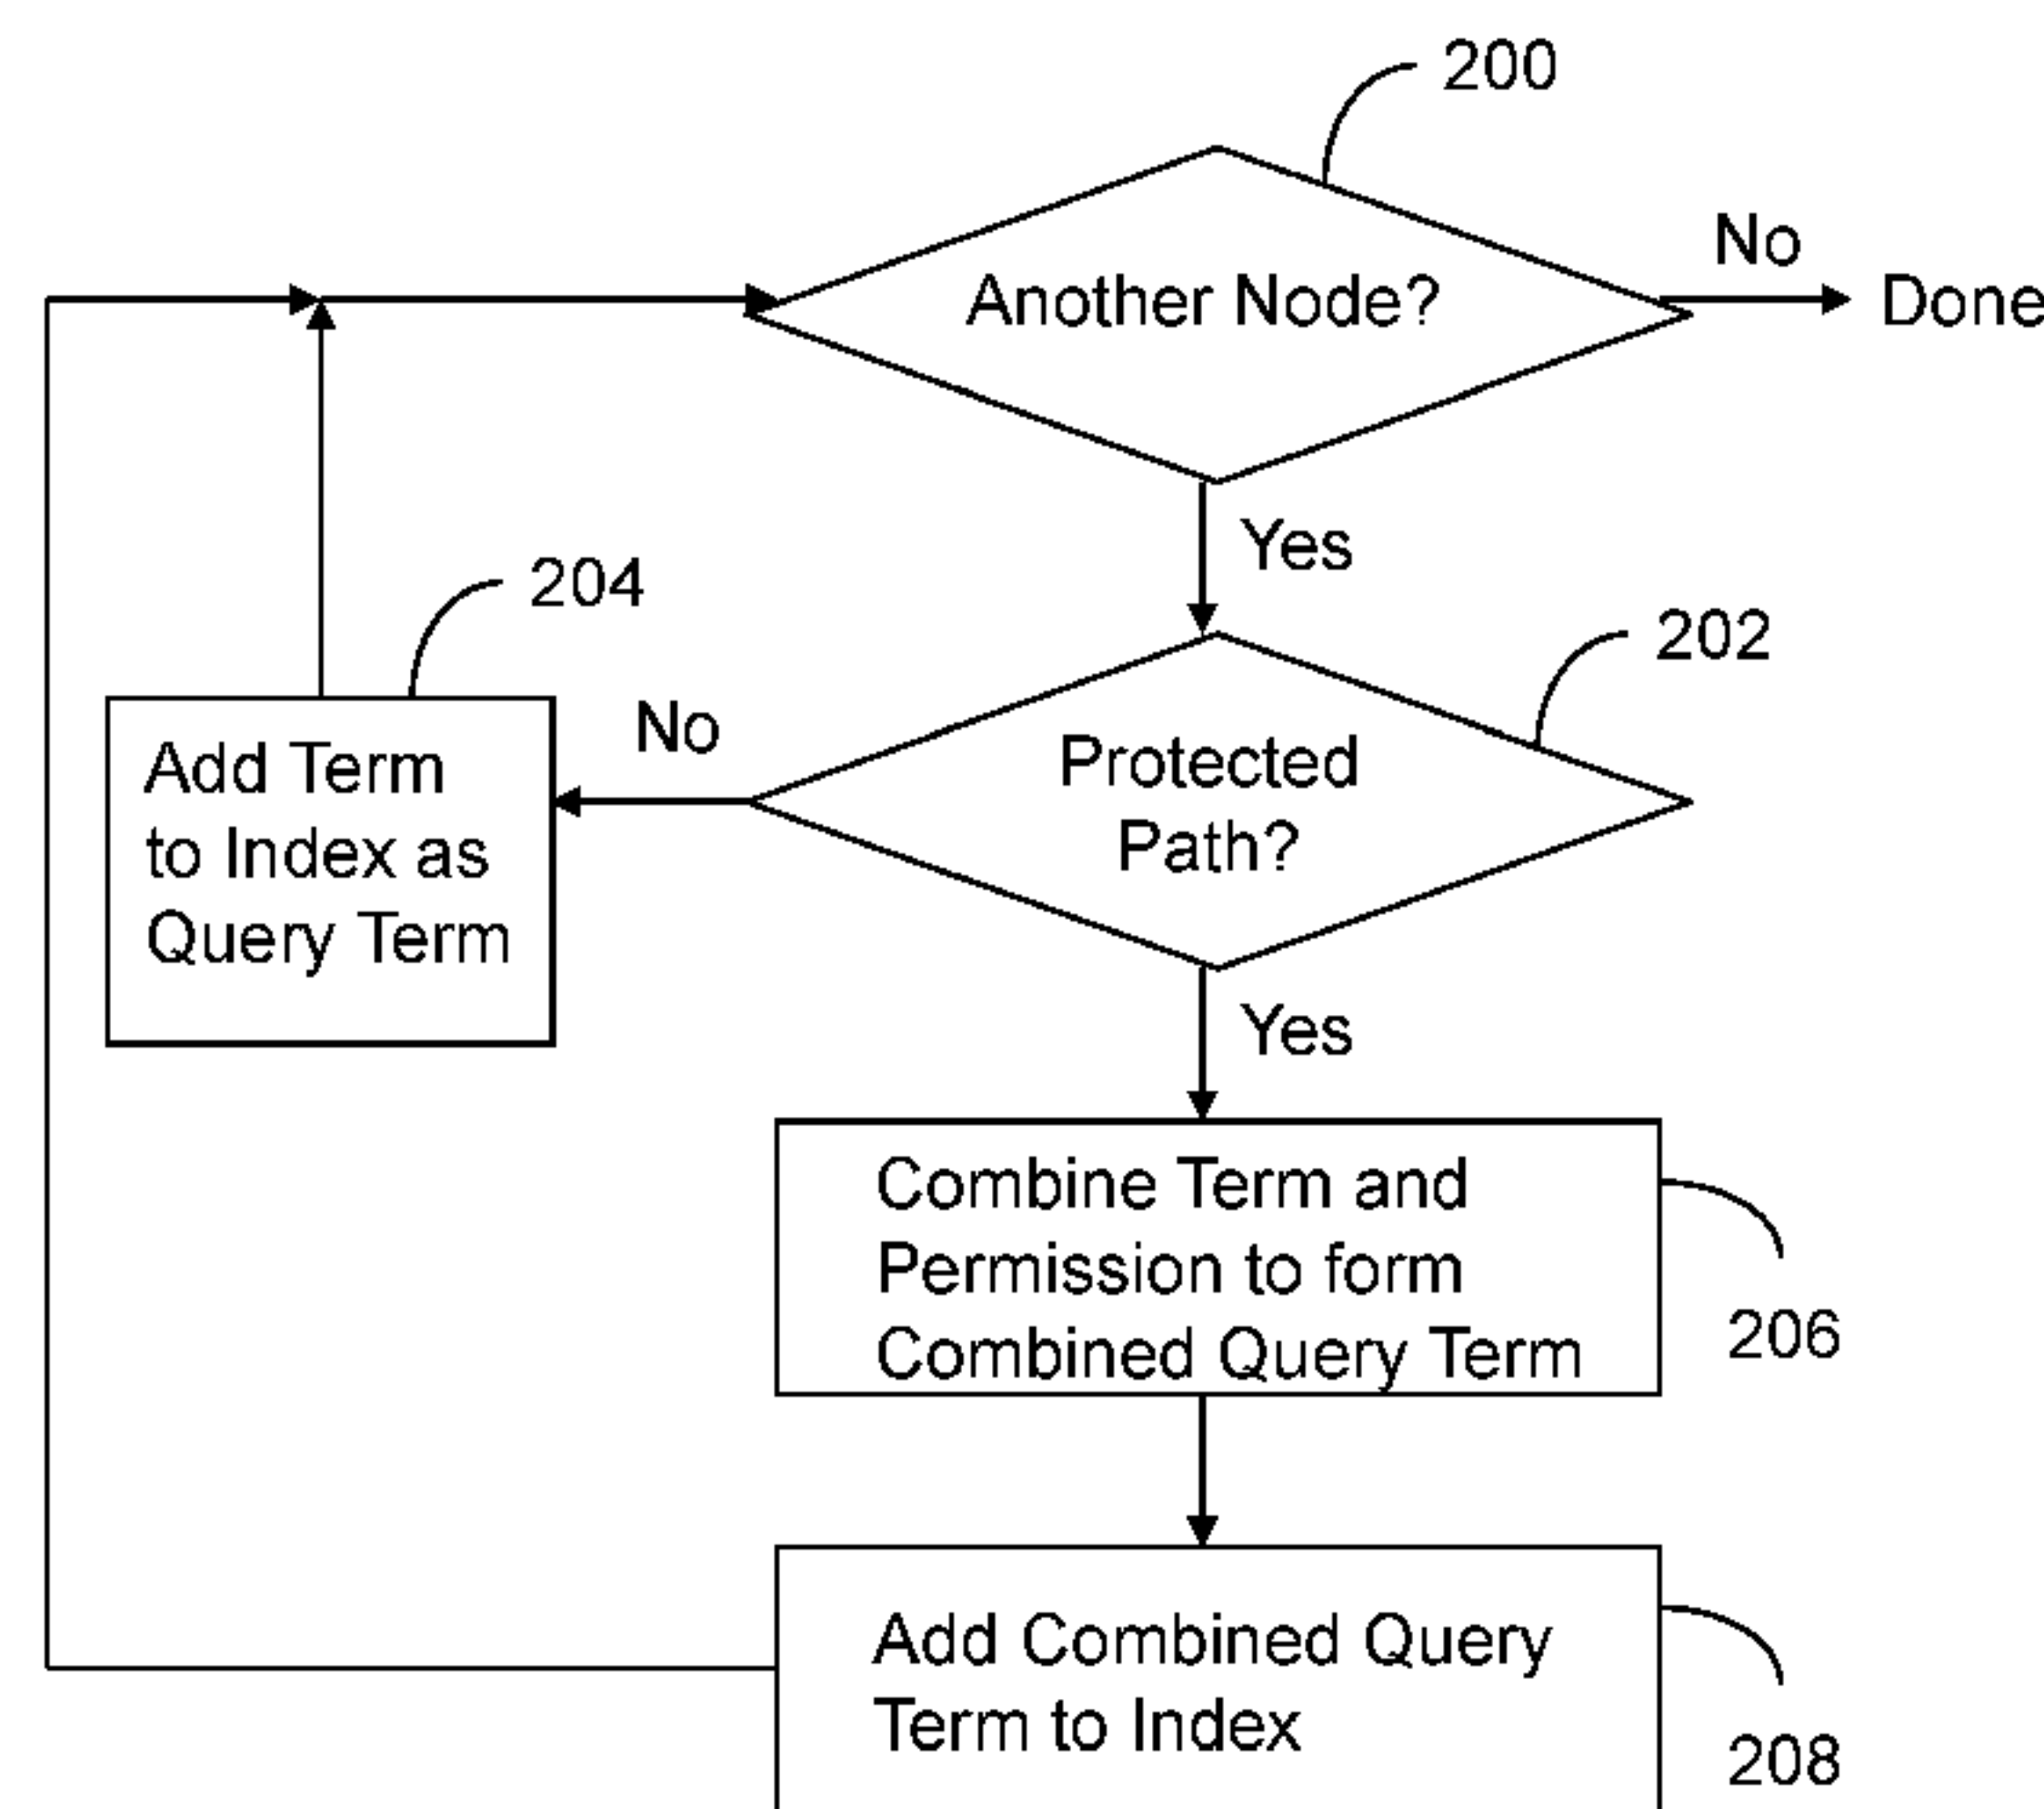 200
No
Another Node?
Done
Yes
204
202
No
Add Term
to Index as
Query Term
Protected
Path?
Yes
Combine Term and
Permission to form
Combined Query Term
206
Add Combined Query
Term to Index
208